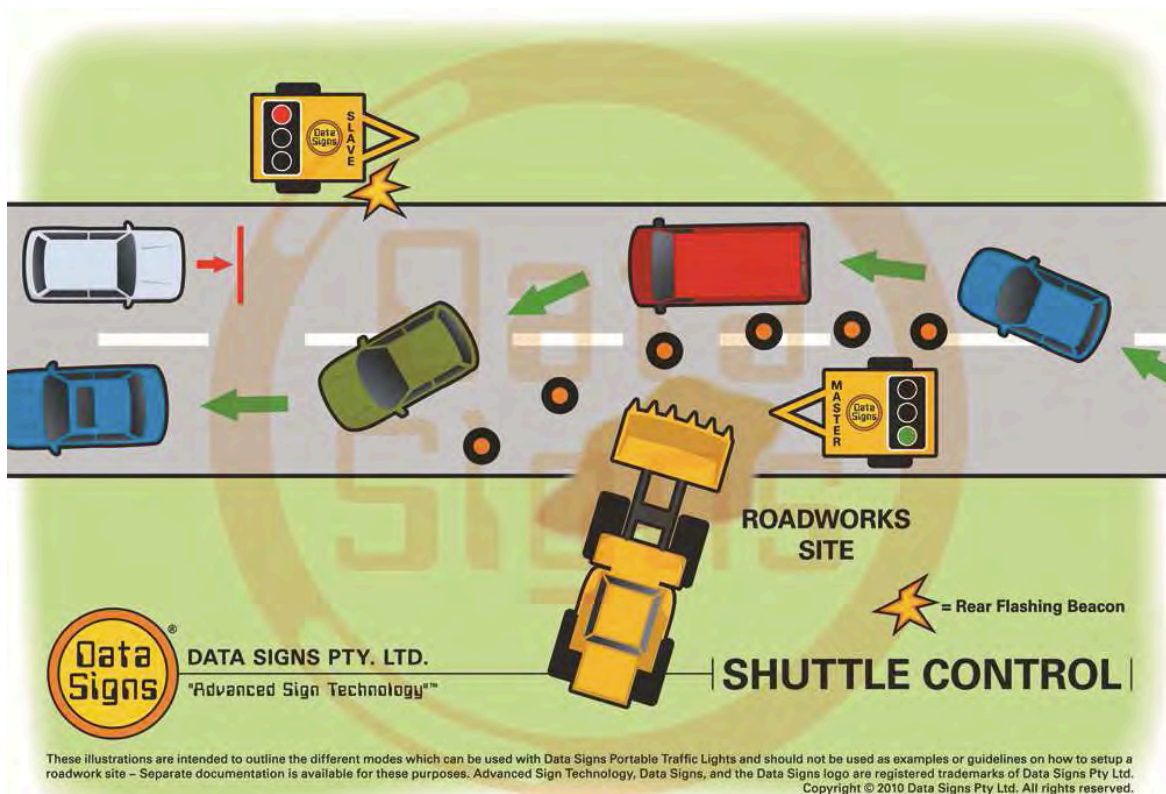 SLAVE
Data
Signs
MASTER
Data
Signs
Data
Signs
ROADWORKS
SITE
= Rear Flashing Beacon
Data
Signs
®
DATA SIGNS PTY. LTD.
"Advanced Sign Technology"™
SHUTTLE CONTROL
These illustrations are intended to outline the different modes which can be used with Data Signs Portable Traffic Lights and should not be used as examples or guidelines on how to setup a
roadwork site – Separate documentation is available for these purposes. Advanced Sign Technology, Data Signs, and the Data Signs logo are registered trademarks of Data Signs Pty Ltd.
Copyright © 2010 Data Signs Pty Ltd. All rights reserved.